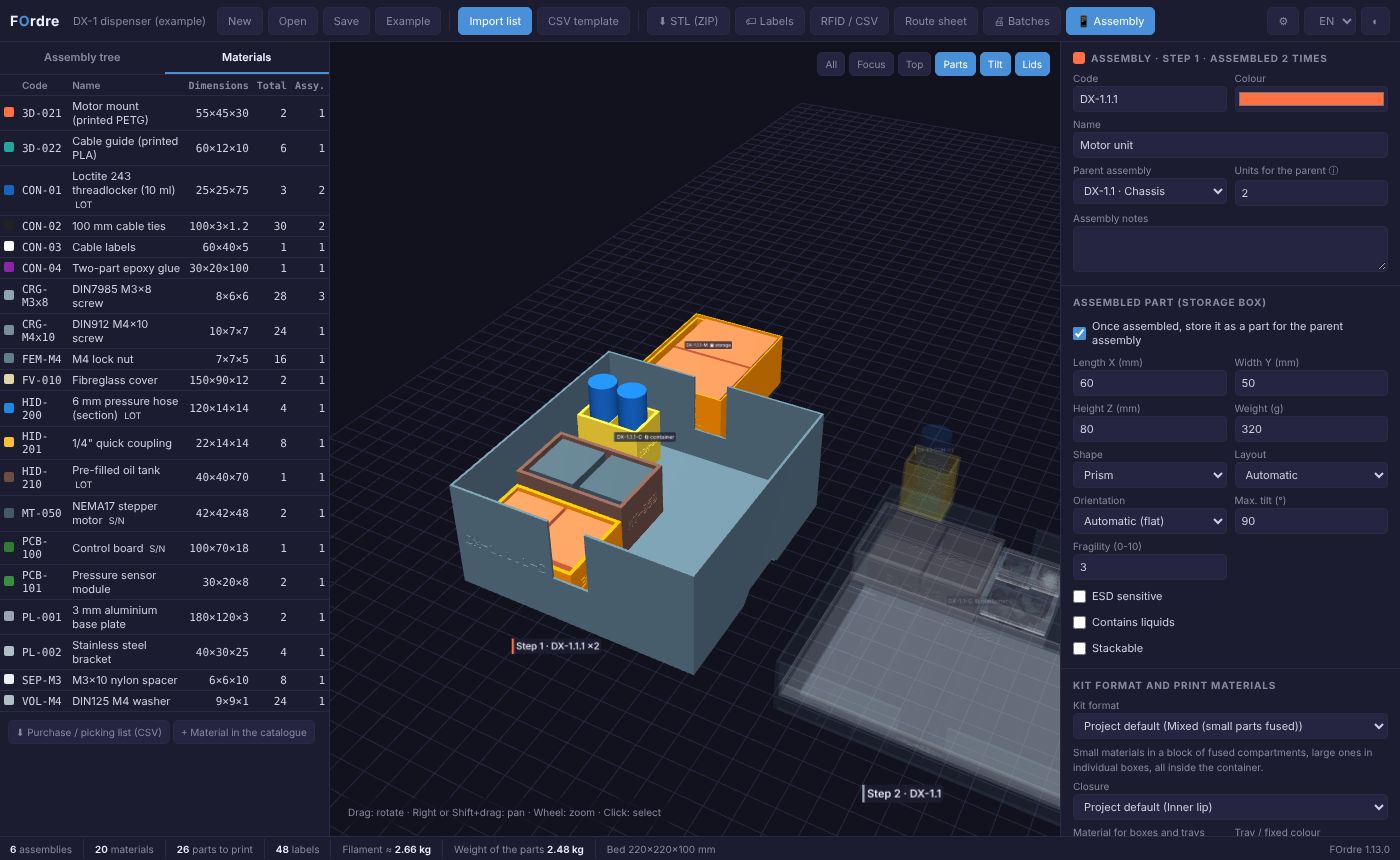 FOrdre DX-1 dispenser (example) New Open Save Example Import list CSV template ⬇ STL (ZIP) 🏷 Labels RFID / CSV Route sheet 🖨 Batches 📱 Assembly ⚙ EN
Assembly tree Materials
Code Name Dimensions Total Assy.
3D-021 Motor mount (printed PETG) 55×45×30 2 1
3D-022 Cable guide (printed PLA) 60×12×10 6 1
CON-01 Loctite 243 threadlocker (10 ml) LOT 25×25×75 3 2
CON-02 100 mm cable ties 100×3×1.2 30 2
CON-03 Cable labels 60×40×5 1 1
CON-04 Two-part epoxy glue 30×20×100 1 1
CRG-M3x8 DIN7985 M3×8 screw 8×6×6 28 3
CRG-M4x10 DIN912 M4×10 screw 10×7×7 24 1
FEM-M4 M4 lock nut 7×7×5 16 1
FV-010 Fibreglass cover 150×90×12 2 1
HID-200 6 mm pressure hose (section) LOT 120×14×14 4 1
HID-201 1/4" quick coupling 22×14×14 8 1
HID-210 Pre-filled oil tank LOT 40×40×70 1 1
MT-050 NEMA17 stepper motor S/N 42×42×48 2 1
PCB-100 Control board S/N 100×70×18 1 1
PCB-101 Pressure sensor module 30×20×8 2 1
PL-001 3 mm aluminium base plate 180×120×3 2 1
PL-002 Stainless steel bracket 40×30×25 4 1
SEP-M3 M3×10 nylon spacer 6×6×10 8 1
VOL-M4 DIN125 M4 washer 9×9×1 24 1
⬇ Purchase / picking list (CSV) + Material in the catalogue
All Focus Top Parts Tilt Lids
DX-1.1.1-C ⧉ container
Step 1 · DX-1.1.1 ×2
Step 2 · DX-1.1
Drag: rotate · Right or Shift+drag: pan · Wheel: zoom · Click: select
ASSEMBLY · STEP 1 · ASSEMBLED 2 TIMES
Code Colour
DX-1.1.1
Name
Motor unit
Parent assembly Units for the parent ⓘ
DX-1.1 · Chassis 2
Assembly notes
ASSEMBLED PART (STORAGE BOX)
Once assembled, store it as a part for the parent
assembly
Length X (mm) Width Y (mm)
60 50
Height Z (mm) Weight (g)
80 320
Shape Layout
Prism Automatic
Orientation Max. tilt (°)
Automatic (flat) 90
Fragility (0-10)
3
ESD sensitive
Contains liquids
Stackable
KIT FORMAT AND PRINT MATERIALS
Kit format
Project default (Mixed (small parts fused))
Small materials in a block of fused compartments, large ones in
individual boxes, all inside the container.
Closure
Project default (Inner lip)
Material for boxes and trays Tray / fixed colour
6 assemblies 20 materials 26 parts to print 48 labels Filament ≈ 2.66 kg Weight of the parts 2.48 kg Bed 220×220×100 mm FOrdre 1.13.0